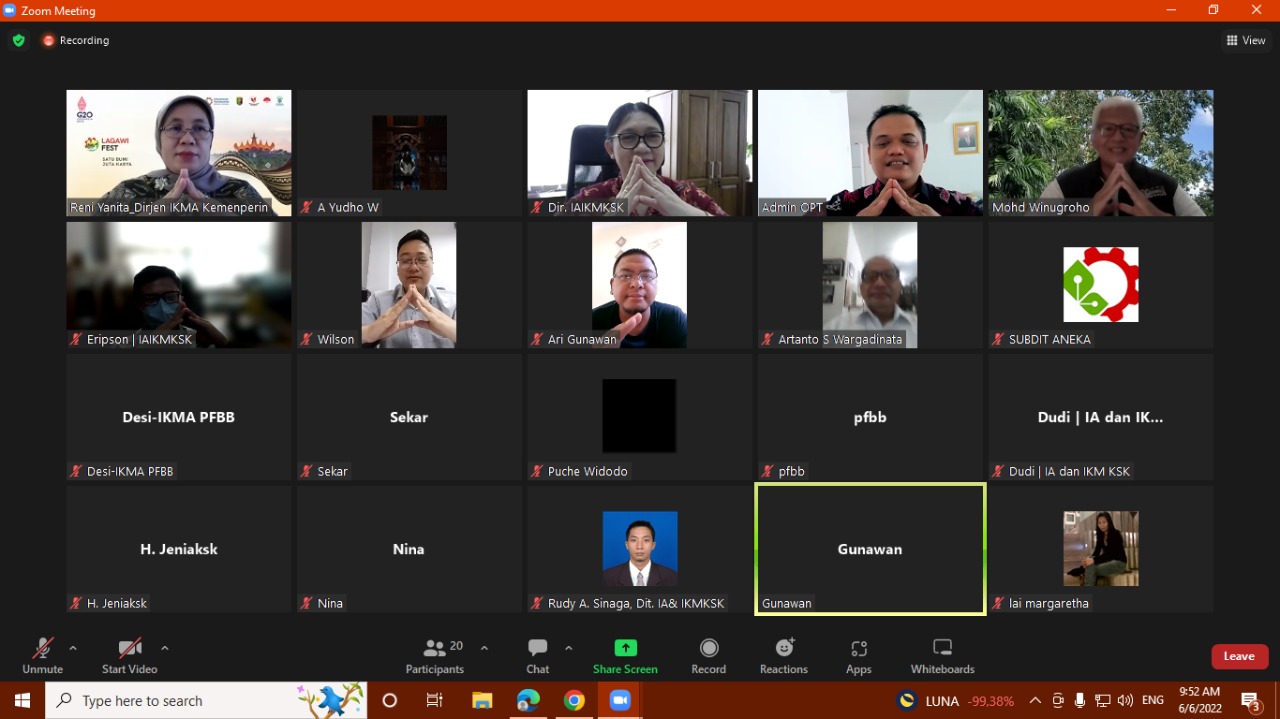 Zoom Meeting
Recording
View
G20
LAGAWI
FEST
SATU BUMI
JUTA KARYA
Reni Yanita_Dirjen IKMA Kemenperin
A Yudho W
Dir. IAIKMKSK
Admin OPT
Mohd Winugroho
Eripson | IAIKMKSK
Wilson
Ari Gunawan
Artanto S Wargadinata
SUBDIT ANEKA
Desi-IKMA PFBB
Sekar
pfbb
Dudi | IA dan IK...
Desi-IKMA PFBB
Sekar
Puche Widodo
pfbb
Dudi | IA dan IKM KSK
H. Jeniaksk
Nina
Gunawan
H. Jeniaksk
Nina
Rudy A. Sinaga, Dit. IA& IKMKSK
Gunawan
lai margaretha
Unmute
Start Video
20
Participants
Chat
Share Screen
Record
Reactions
Apps
Whiteboards
Leave
Type here to search
LUNA -99,38%
ENG
9:52 AM
6/6/2022
3